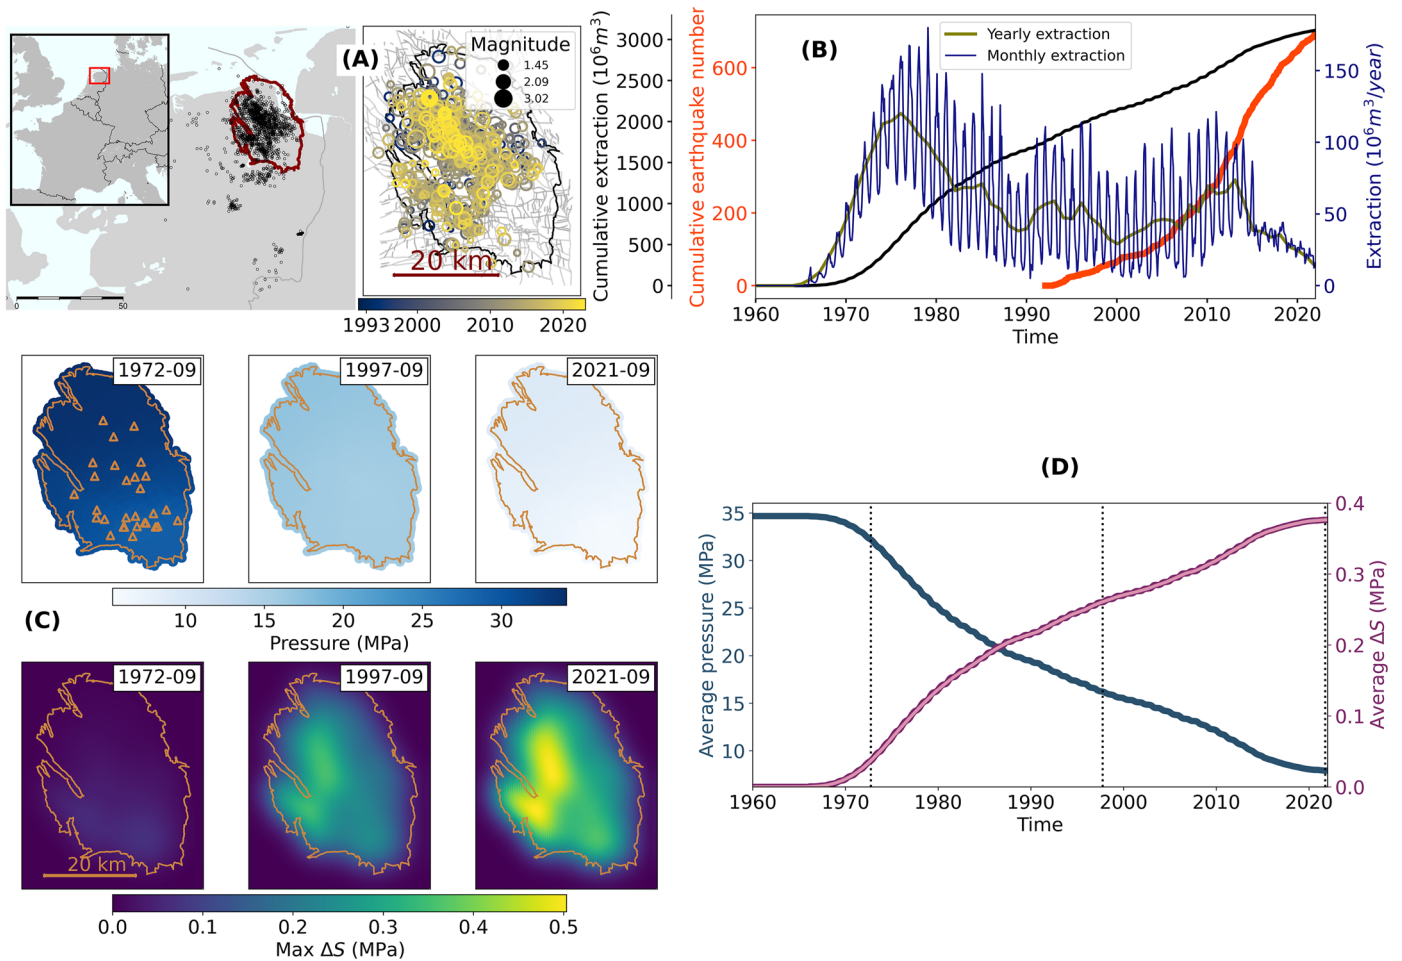 (A)
Magnitude
1.45
2.09
3.02
20 km
0
50
1993 2000 2010 2020
Cumulative extraction (10⁶m³)
3000
2500
2000
1500
1000
500
0
Cumulative earthquake number
600
400
200
0
(B)
Yearly extraction
Monthly extraction
150
100
50
0
Extraction (10⁶m³/year)
1960 1970 1980 1990 2000 2010 2022
Time
1972-09
1997-09
2021-09
10 15 20 25 30
(C)
Pressure (MPa)
1972-09
1997-09
2021-09
20 km
0.0 0.1 0.2 0.3 0.4 0.5
Max ΔS (MPa)
(D)
Average pressure (MPa)
35
30
25
20
15
10
0.4
0.3
0.2
0.1
0.0
Average ΔS (MPa)
1960 1970 1980 1990 2000 2010 2020
Time